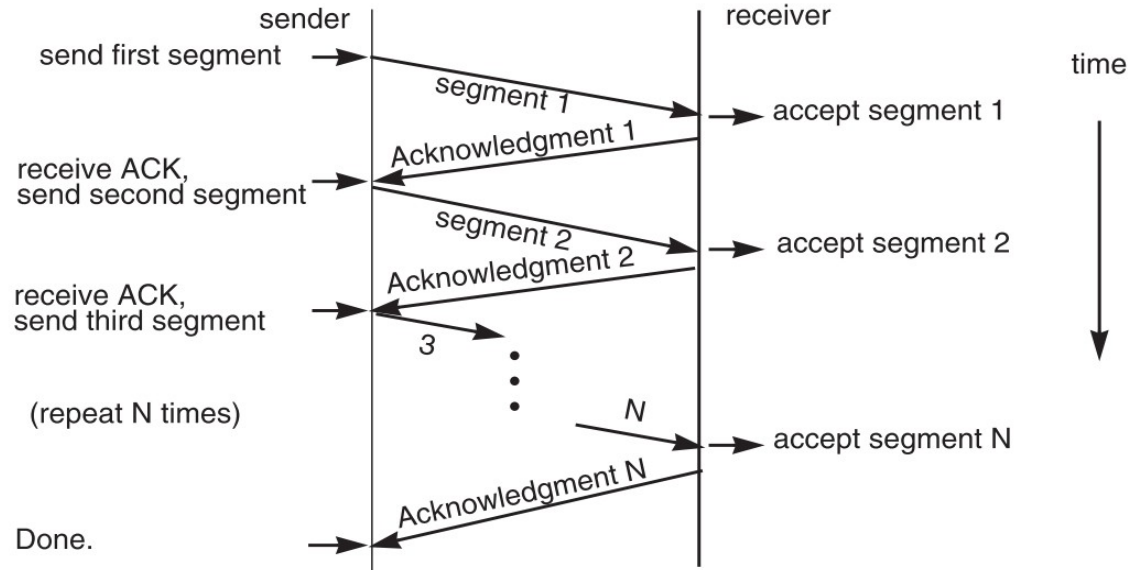 sender
receiver
send first segment
time
segment 1
accept segment 1
Acknowledgment 1
receive ACK,
send second segment
segment 2
accept segment 2
Acknowledgment 2
receive ACK,
send third segment
3
(repeat N times)
N
accept segment N
Acknowledgment N
Done.